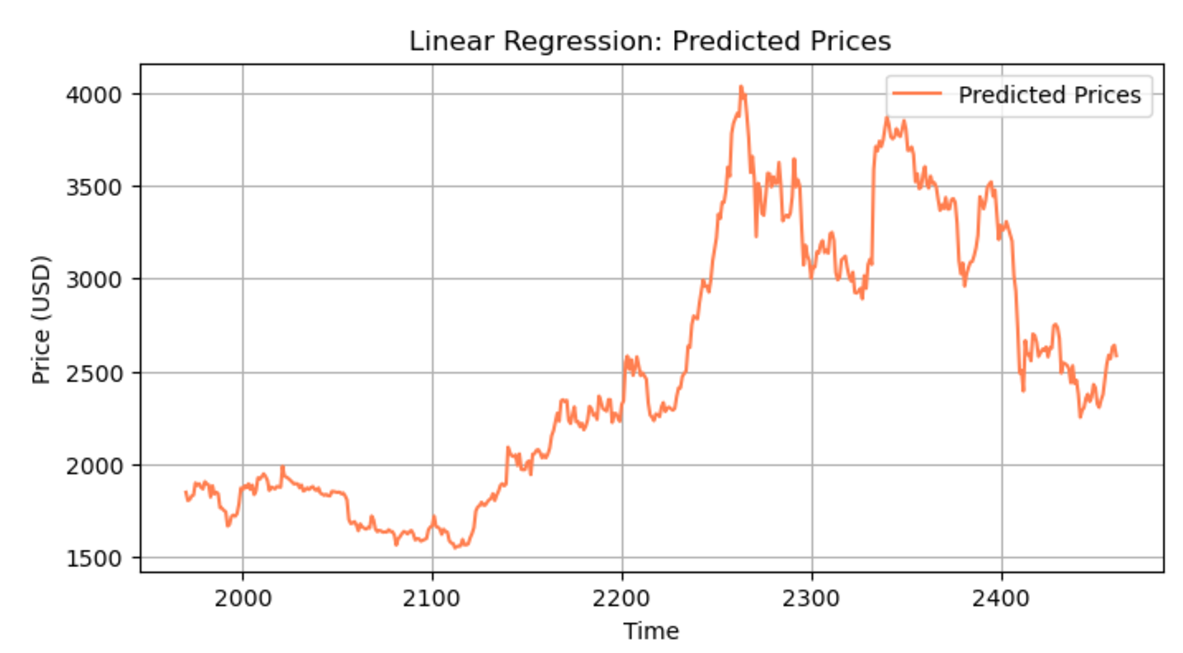 Linear Regression: Predicted Prices
Predicted Prices
Price (USD)
4000
3500
3000
2500
2000
1500
2000 2100 2200 2300 2400
Time